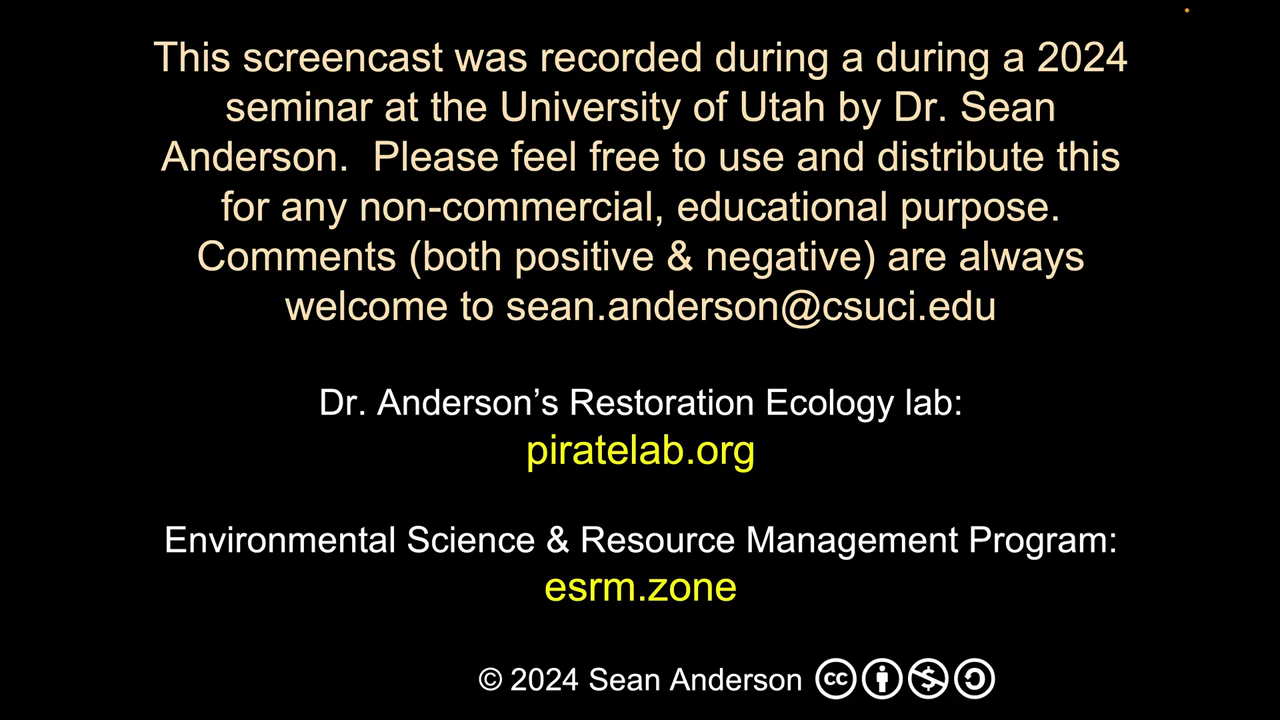 This screencast was recorded during a during a 2024
seminar at the University of Utah by Dr. Sean
Anderson.  Please feel free to use and distribute this
for any non-commercial, educational purpose.
Comments (both positive & negative) are always
welcome to sean.anderson@csuci.edu
Dr. Anderson’s Restoration Ecology lab:
piratelab.org
Environmental Science & Resource Management Program:
esrm.zone
© 2024 Sean Anderson cc